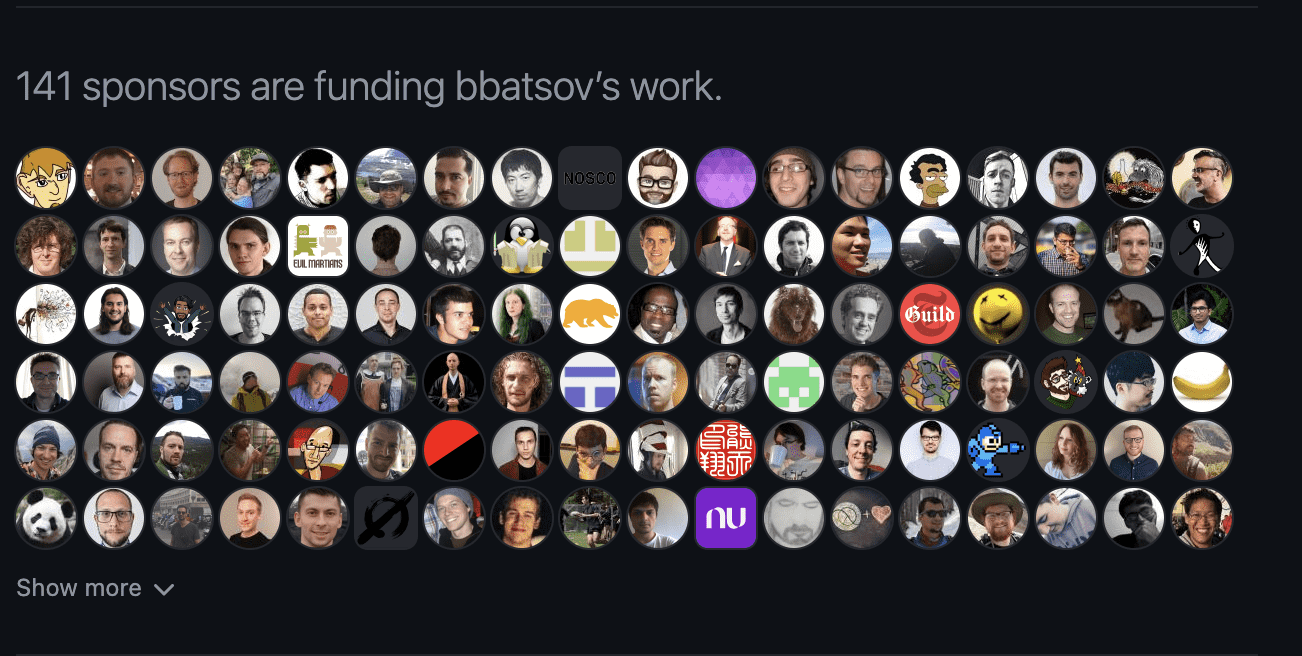 141 sponsors are funding bbatsov's work.
NOSCO
EVIL MARTIANS
Guild
nu
Show more